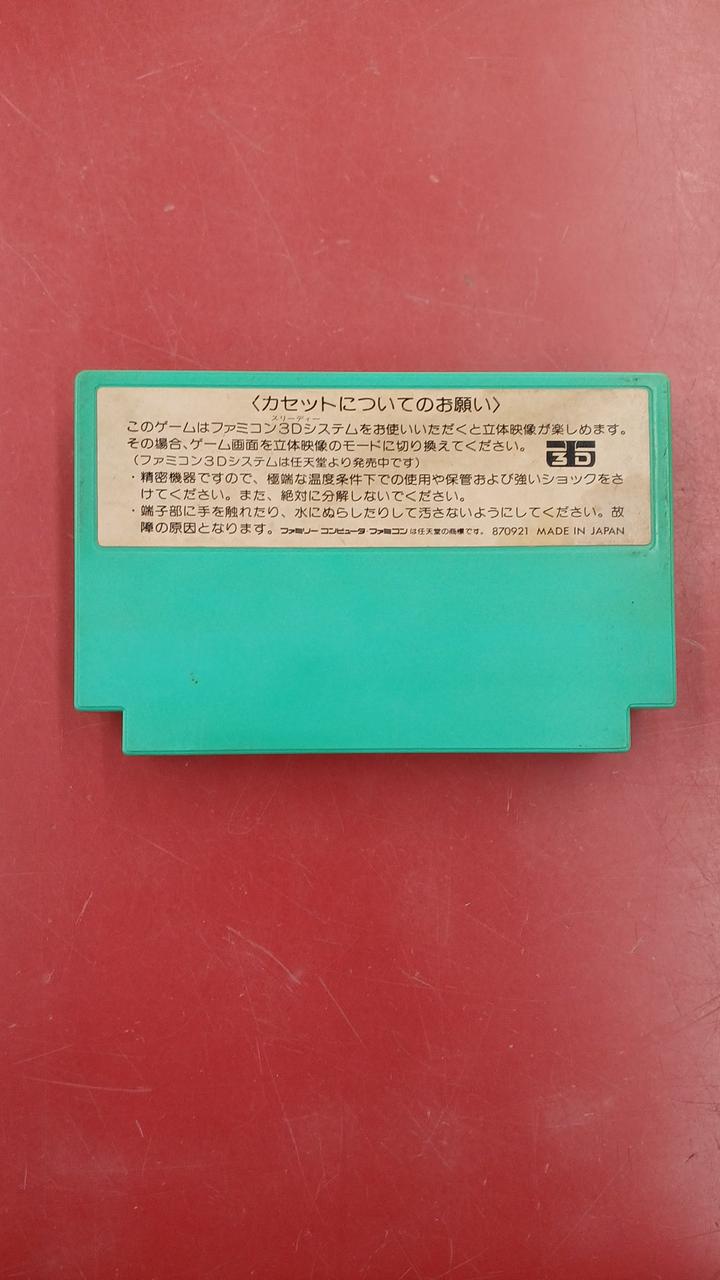 〈カセットについてのお願い〉
スリーディー
このゲームはファミコン3Dシステムをお使いいただくと立体映像が楽しめます。
その場合、ゲーム画面を立体映像のモードに切り換えてください。
3D
(ファミコン3Dシステムは任天堂より発売中です)
・精密機器ですので、極端な温度条件下での使用や保管および強いショックをさ
けてください。また、絶対に分解しないでください。
・端子部に手を触れたり、水にぬらしたりして汚さないようにしてください。故
障の原因となります。ファミリーコンピュータ・ファミコンは任天堂の商標です。 870921 MADE IN JAPAN